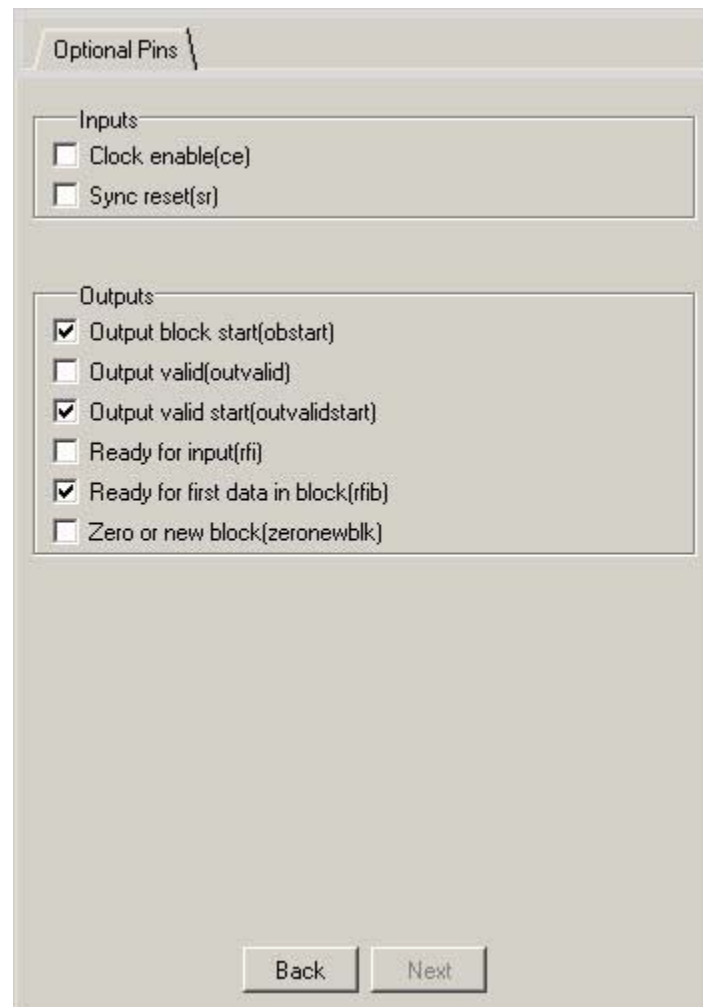 Optional Pins
Inputs
Clock enable(ce)
Sync reset(sr)
Outputs
Output block start(obstart)
Output valid(outvalid)
Output valid start(outvalidstart)
Ready for input(rfi)
Ready for first data in block(rfib)
Zero or new block(zeronewblk)
Back Next